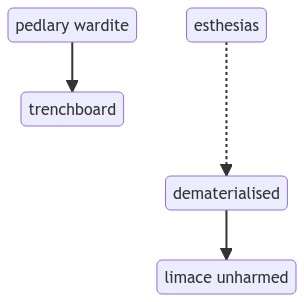 pedlary wardite
esthesias
trenchboard
dematerialised
limace unharmed